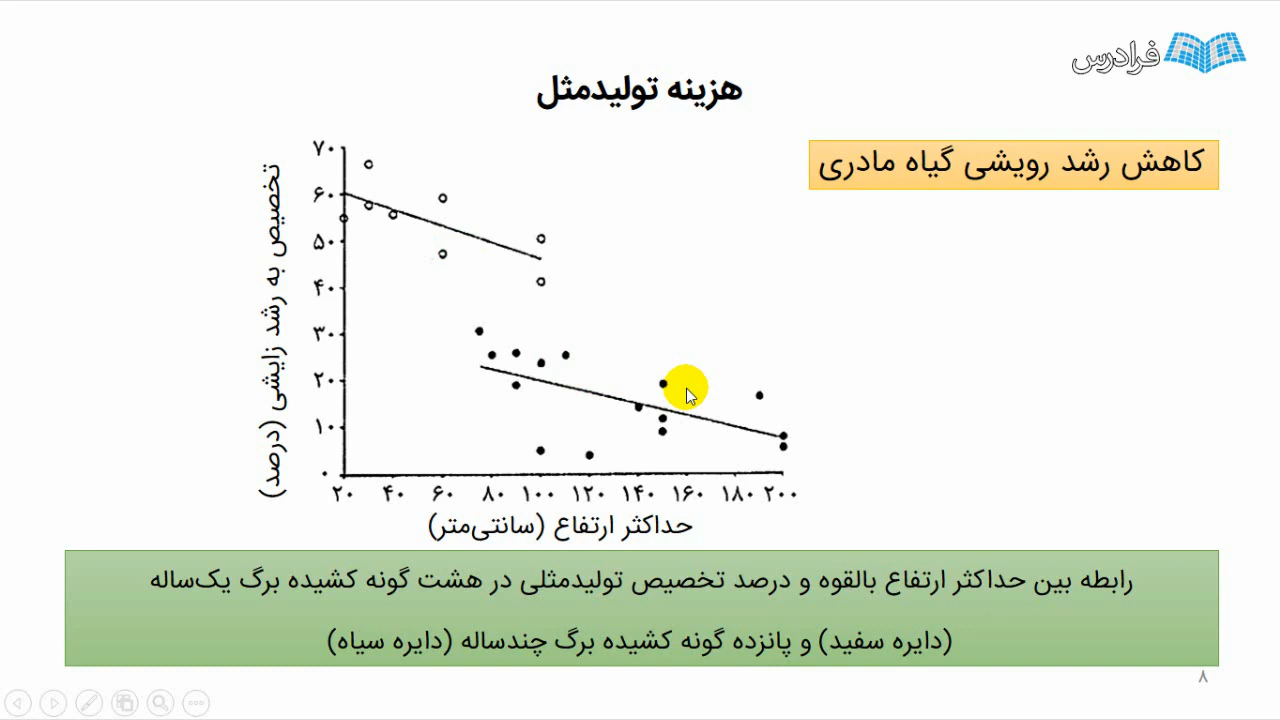 فرادرس
هزینه تولیدمثل
کاهش رشد رویشی گیاه مادری
تخصیص به رشد زایشی (درصد)
۷۰
۶۰
۵۰
۴۰
۳۰
۲۰
۱۰
۰
۲۰ ۴۰ ۶۰ ۸۰ ۱۰۰ ۱۲۰ ۱۴۰ ۱۶۰ ۱۸۰ ۲۰۰
حداکثر ارتفاع (سانتی‌متر)
رابطه بین حداکثر ارتفاع بالقوه و درصد تخصیص تولیدمثلی در هشت گونه کشیده برگ یک‌ساله
(دایره سفید) و پانزده گونه کشیده برگ چندساله (دایره سیاه)
۸